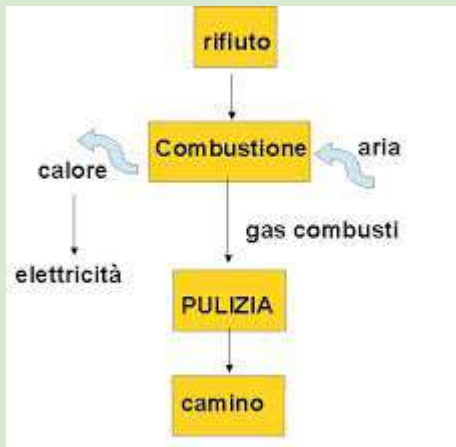 rifiuto
Combustione
aria
calore
gas combusti
elettricità
PULIZIA
camino